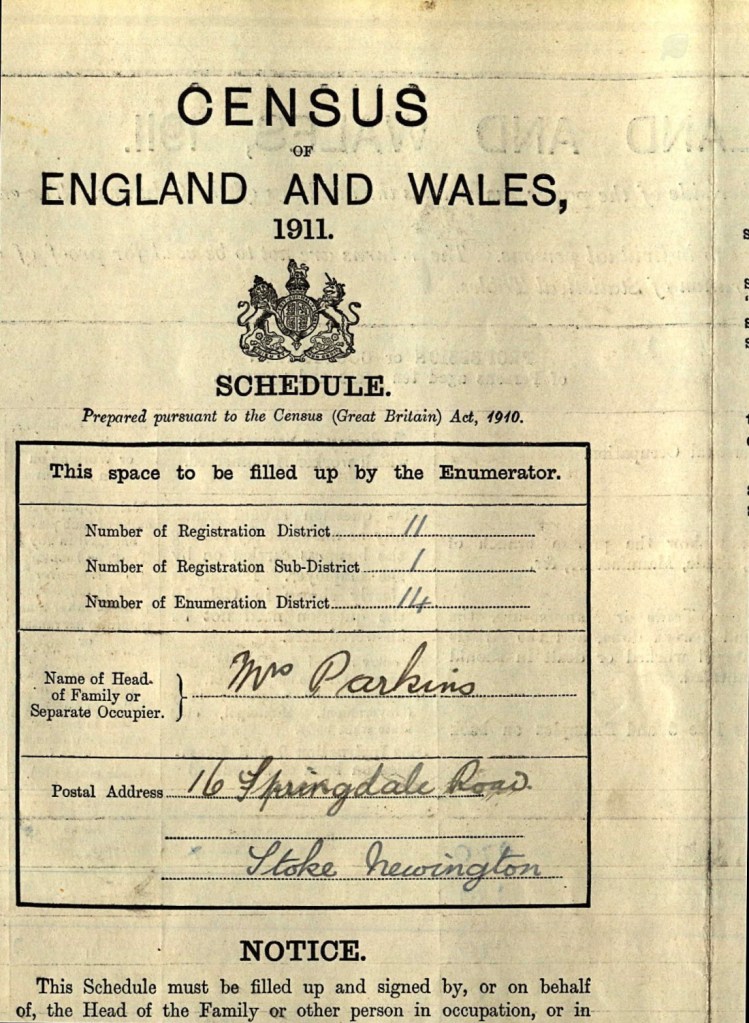 CENSUS
OF
ENGLAND AND WALES,
1911.
SCHEDULE.
Prepared pursuant to the Census (Great Britain) Act, 1910.
This space to be filled up by the Enumerator.
Number of Registration District 11
Number of Registration Sub-District 1
Number of Enumeration District 14
Name of Head
of Family or
Separate Occupier.
Mrs Parkins
Postal Address 16 Springdale Road
Stoke Newington
NOTICE.
This Schedule must be filled up and signed by, or on behalf
of, the Head of the Family or other person in occupation, or in